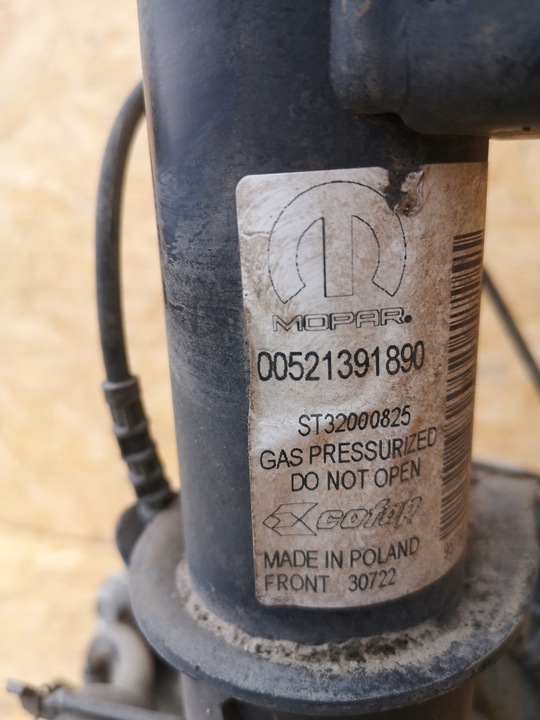 MOPAR®
00521391890
ST32000825
GAS PRESSURIZED
DO NOT OPEN
cofap
MADE IN POLAND
FRONT 30722